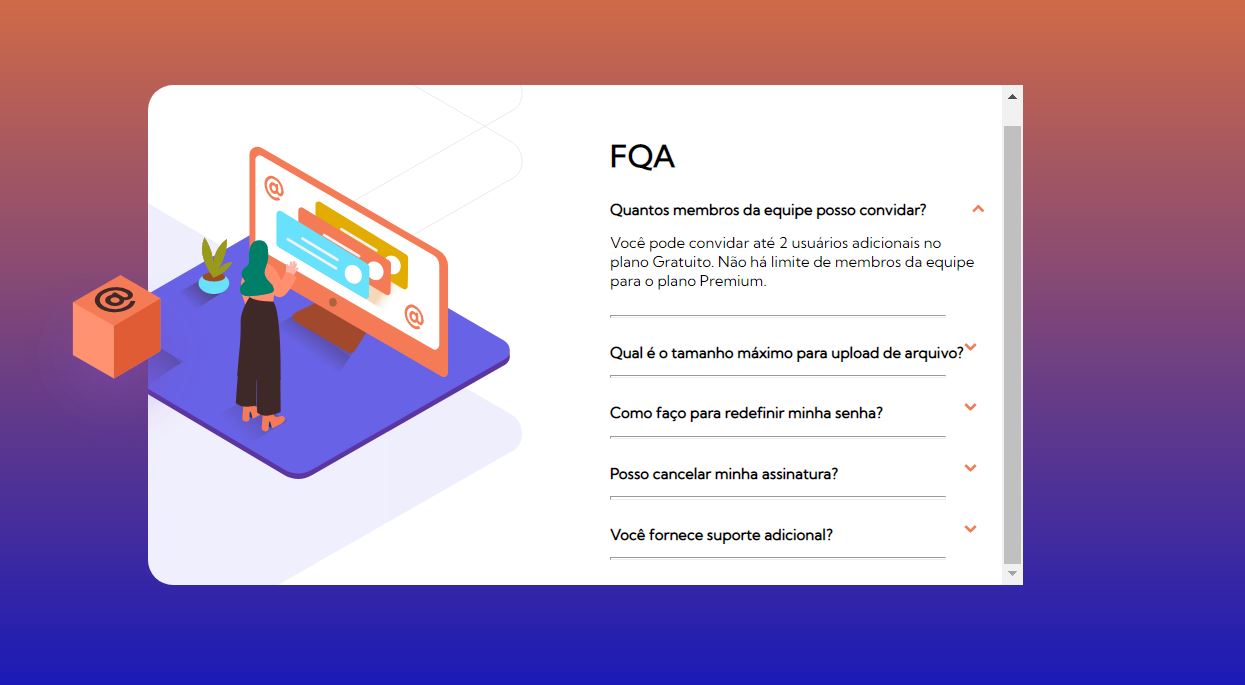 FQA
Quantos membros da equipe posso convidar?
Você pode convidar até 2 usuários adicionais no
plano Gratuito. Não há limite de membros da equipe
para o plano Premium.
Qual é o tamanho máximo para upload de arquivo?
Como faço para redefinir minha senha?
Posso cancelar minha assinatura?
Você fornece suporte adicional?
@
@
@